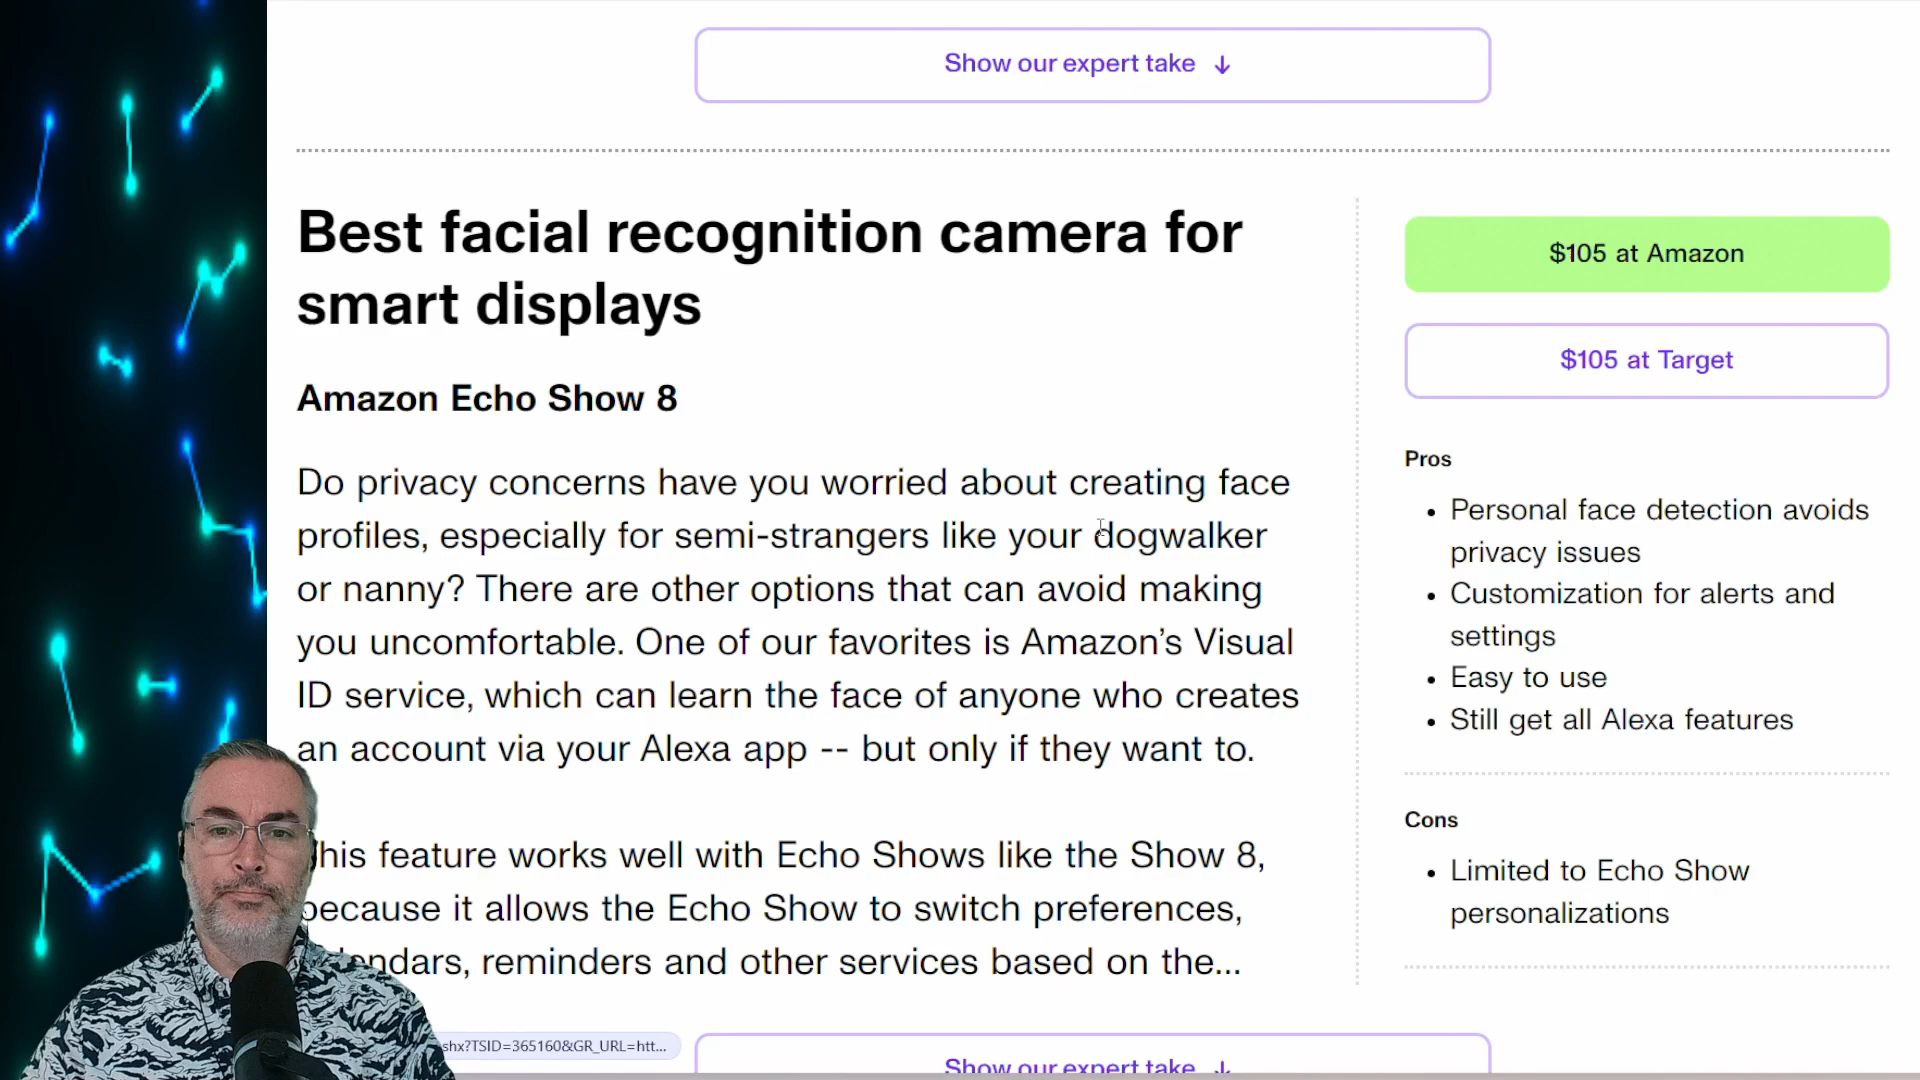 Show our expert take ↓
Best facial recognition camera for
smart displays
Amazon Echo Show 8
Do privacy concerns have you worried about creating face
profiles, especially for semi-strangers like your dogwalker
or nanny? There are other options that can avoid making
you uncomfortable. One of our favorites is Amazon’s Visual
ID service, which can learn the face of anyone who creates
an account via your Alexa app -- but only if they want to.
his feature works well with Echo Shows like the Show 8,
because it allows the Echo Show to switch preferences,
endars, reminders and other services based on the...
$105 at Amazon
$105 at Target
Pros
• Personal face detection avoids
privacy issues
• Customization for alerts and
settings
• Easy to use
• Still get all Alexa features
Cons
• Limited to Echo Show
personalizations
shx?TSID=365160&GR_URL=htt...
Show our expert take ↓